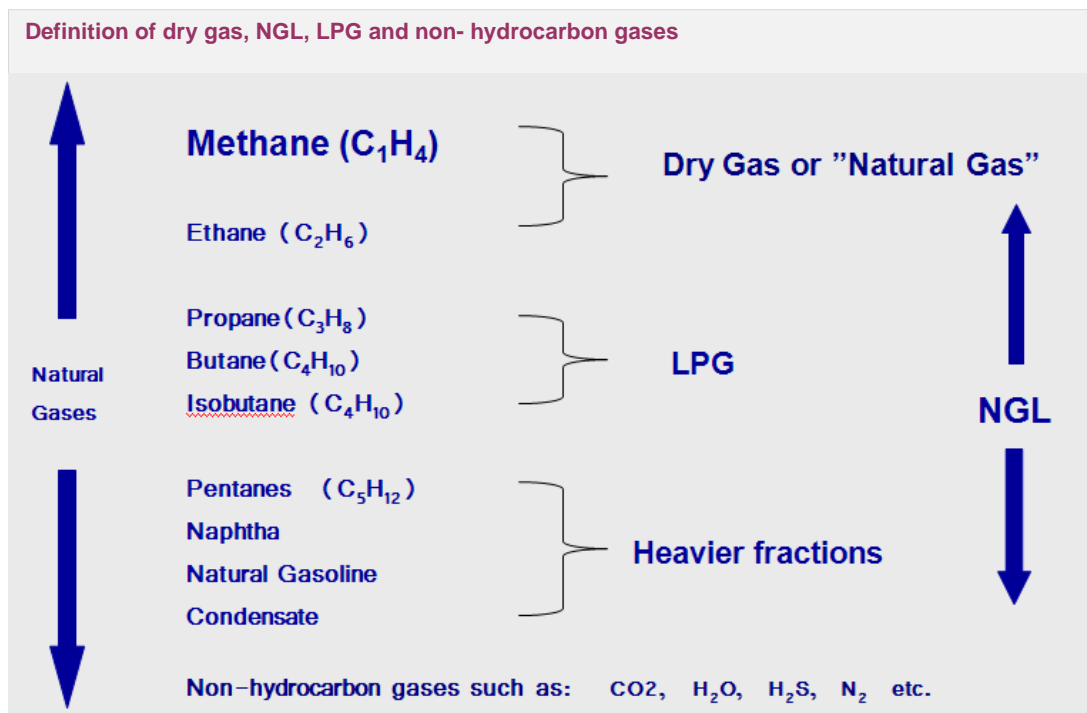 Definition of dry gas, NGL, LPG and non- hydrocarbon gases
Methane (C₁H₄)
Dry Gas or ”Natural Gas”
Ethane (C₂H₆)
Propane(C₃H₈)
Butane(C₄H₁₀)
Isobutane (C₄H₁₀)
LPG
Natural
Gases
NGL
Pentanes (C₅H₁₂)
Naphtha
Natural Gasoline
Condensate
Heavier fractions
Non-hydrocarbon gases such as: CO2, H₂O, H₂S, N₂ etc.